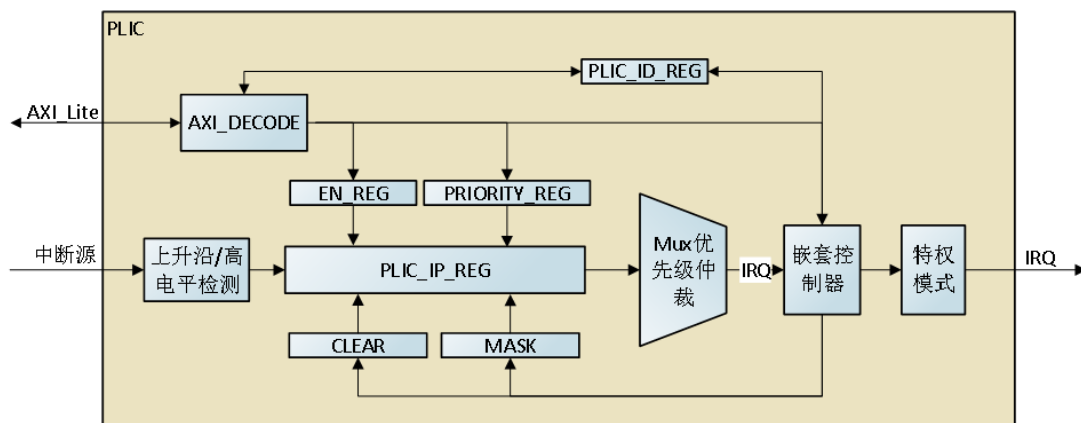 PLIC
PLIC_ID_REG
AXI_Lite
AXI_DECODE
EN_REG
PRIORITY_REG
中断源
上升沿/高
电平检测
PLIC_IP_REG
Mux优
先级仲
裁
IRQ
嵌套控
制器
特权
模式
IRQ
CLEAR
MASK